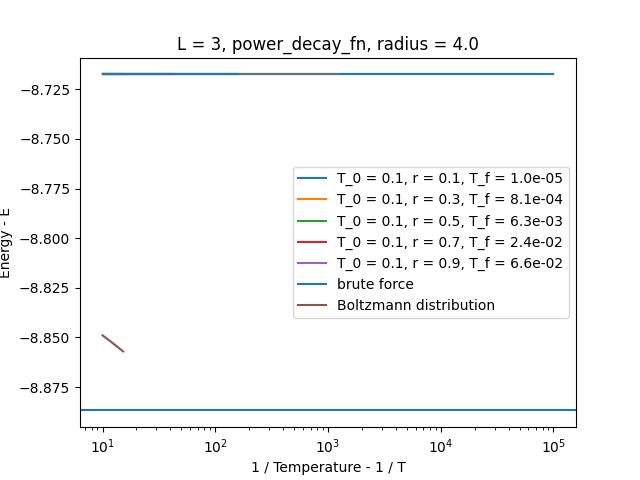 L = 3, power_decay_fn, radius = 4.0
Energy - E
−8.725
−8.750
−8.775
−8.800
−8.825
−8.850
−8.875
T_0 = 0.1, r = 0.1, T_f = 1.0e-05
T_0 = 0.1, r = 0.3, T_f = 8.1e-04
T_0 = 0.1, r = 0.5, T_f = 6.3e-03
T_0 = 0.1, r = 0.7, T_f = 2.4e-02
T_0 = 0.1, r = 0.9, T_f = 6.6e-02
brute force
Boltzmann distribution
10¹ 10² 10³ 10⁴ 10⁵
1 / Temperature - 1 / T